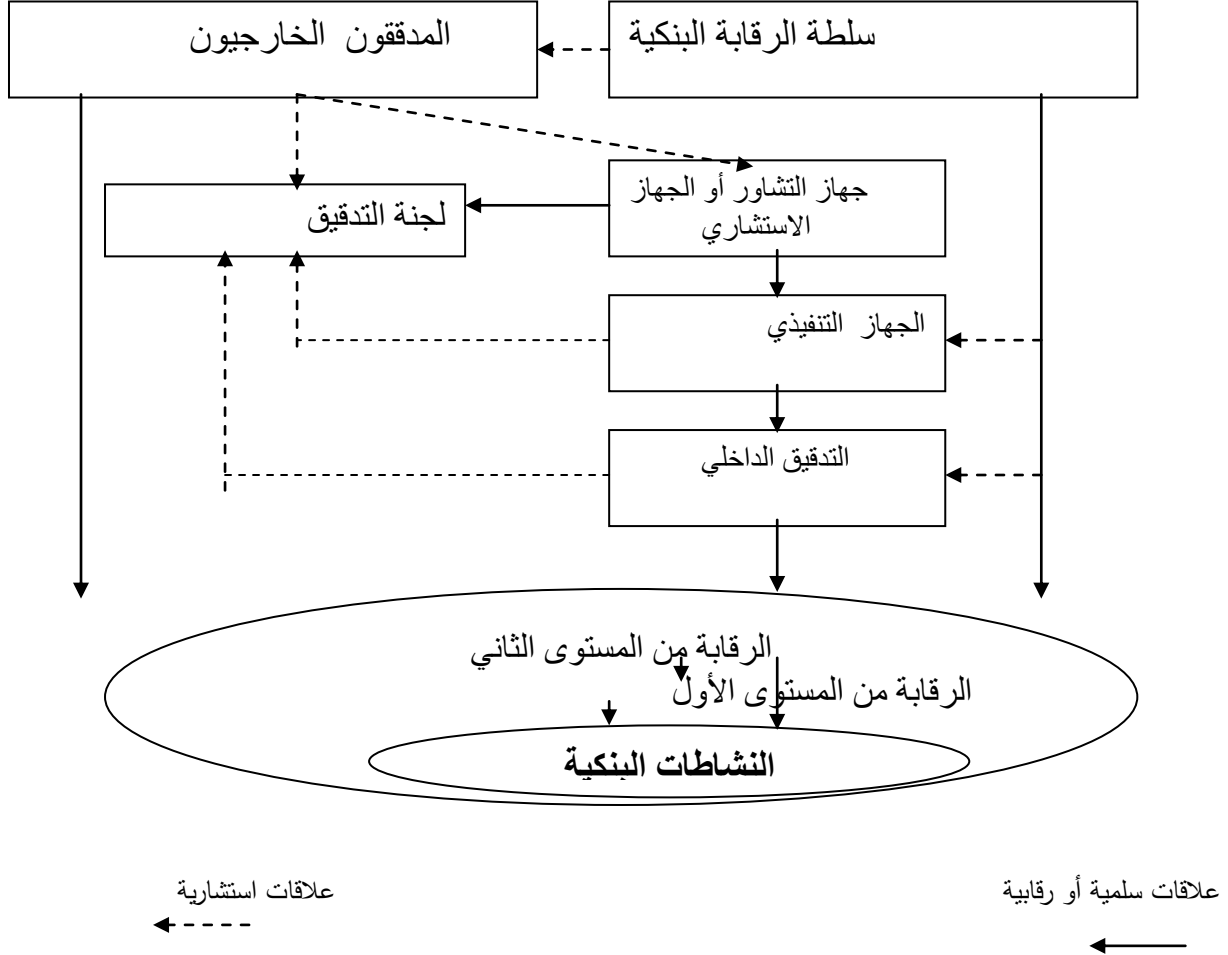 سلطة الرقابة البنكية
المدققون الخارجيون
جهاز التشاور أو الجهاز
الاستشاري
لجنة التدقيق
الجهاز التنفيذي
التدقيق الداخلي
الرقابة من المستوى الثاني
الرقابة من المستوى الأول
النشاطات البنكية
علاقات سلمية أو رقابية
علاقات استشارية